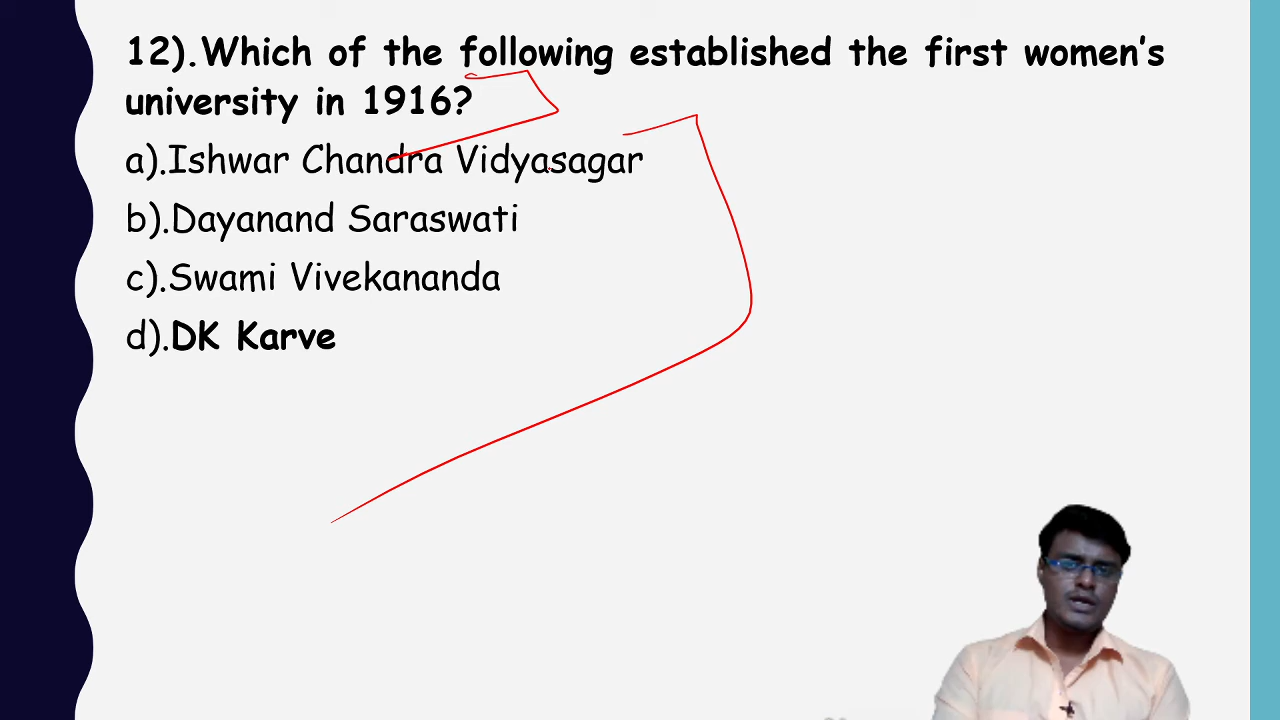 12).Which of the following established the first women's
university in 1916?
a).Ishwar Chandra Vidyasagar
b).Dayanand Saraswati
c).Swami Vivekananda
d).DK Karve